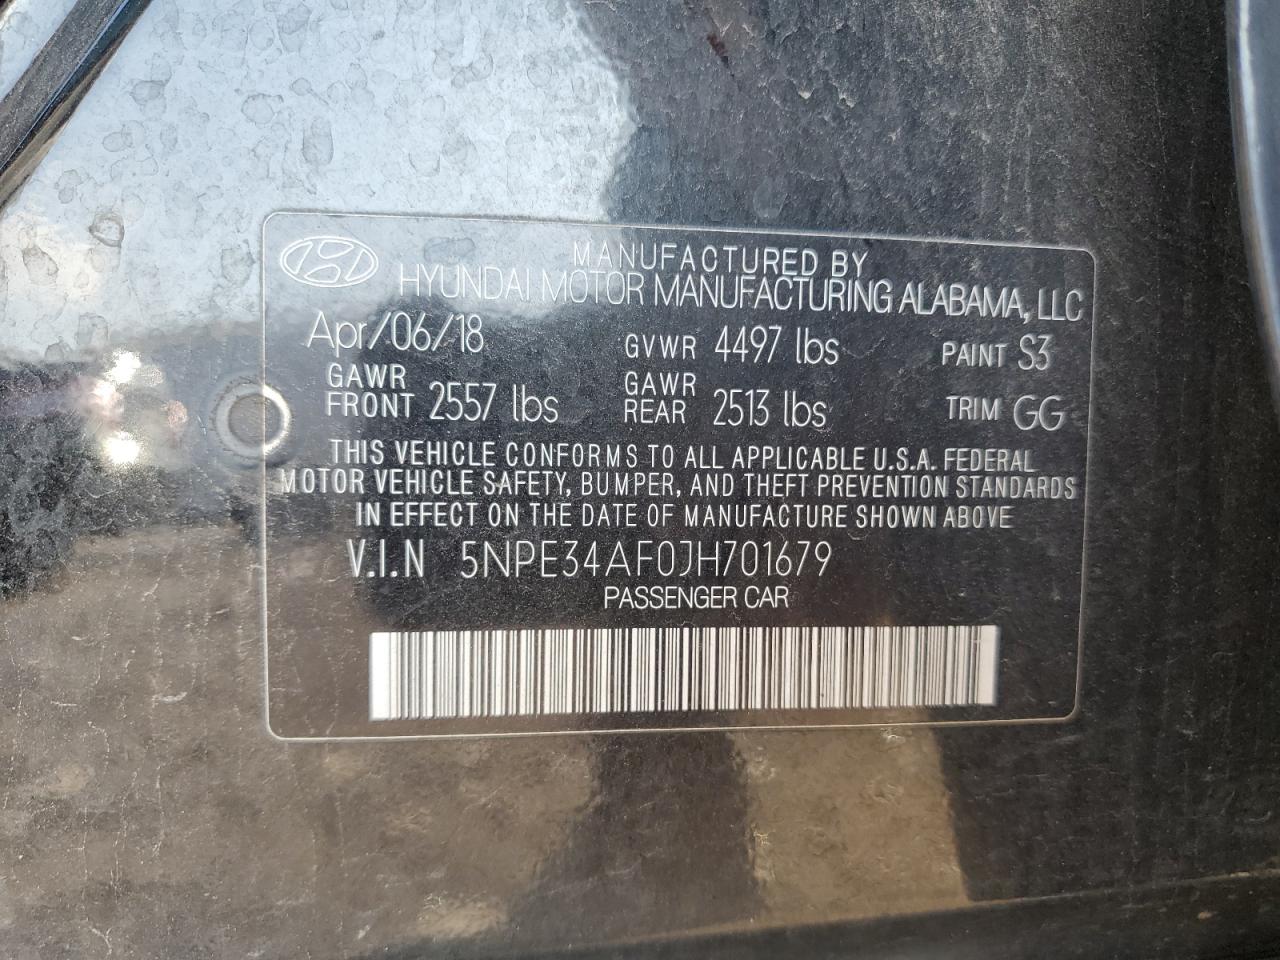 MANUFACTURED BY
HYUNDAI MOTOR MANUFACTURING ALABAMA, LLC
Apr/06/18 GVWR 4497 lbs PAINT S3
GAWR FRONT 2557 lbs GAWR REAR 2513 lbs TRIM GG
THIS VEHICLE CONFORMS TO ALL APPLICABLE U.S.A. FEDERAL
MOTOR VEHICLE SAFETY, BUMPER, AND THEFT PREVENTION STANDARDS
IN EFFECT ON THE DATE OF MANUFACTURE SHOWN ABOVE
V.I.N 5NPE34AF0JH701679
PASSENGER CAR